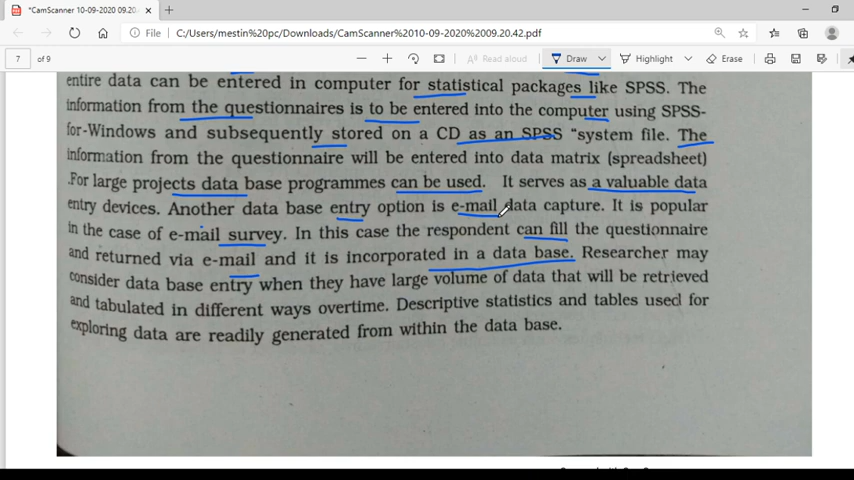 *CamScanner 10-09-2020 09.20.
File
C:/Users/mestin%20pc/Downloads/CamScanner%2010-09-2020%2009.20.42.pdf
7 of 9
Read aloud
Draw
Highlight
Erase
entire data can be entered in computer for statistical packages like SPSS. The
information from the questionnaires is to be entered into the computer using SPSS-
for-Windows and subsequently stored on a CD as an SPSS "system file. The
information from the questionnaire will be entered into data matrix (spreadsheet)
.For large projects data base programmes can be used. It serves as a valuable data
entry devices. Another data base entry option is e-mail data capture. It is popular
in the case of e-mail survey. In this case the respondent can fill the questionnaire
and returned via e-mail and it is incorporated in a data base. Researcher may
consider data base entry when they have large volume of data that will be retrieved
and tabulated in different ways overtime. Descriptive statistics and tables used for
exploring data are readily generated from within the data base.